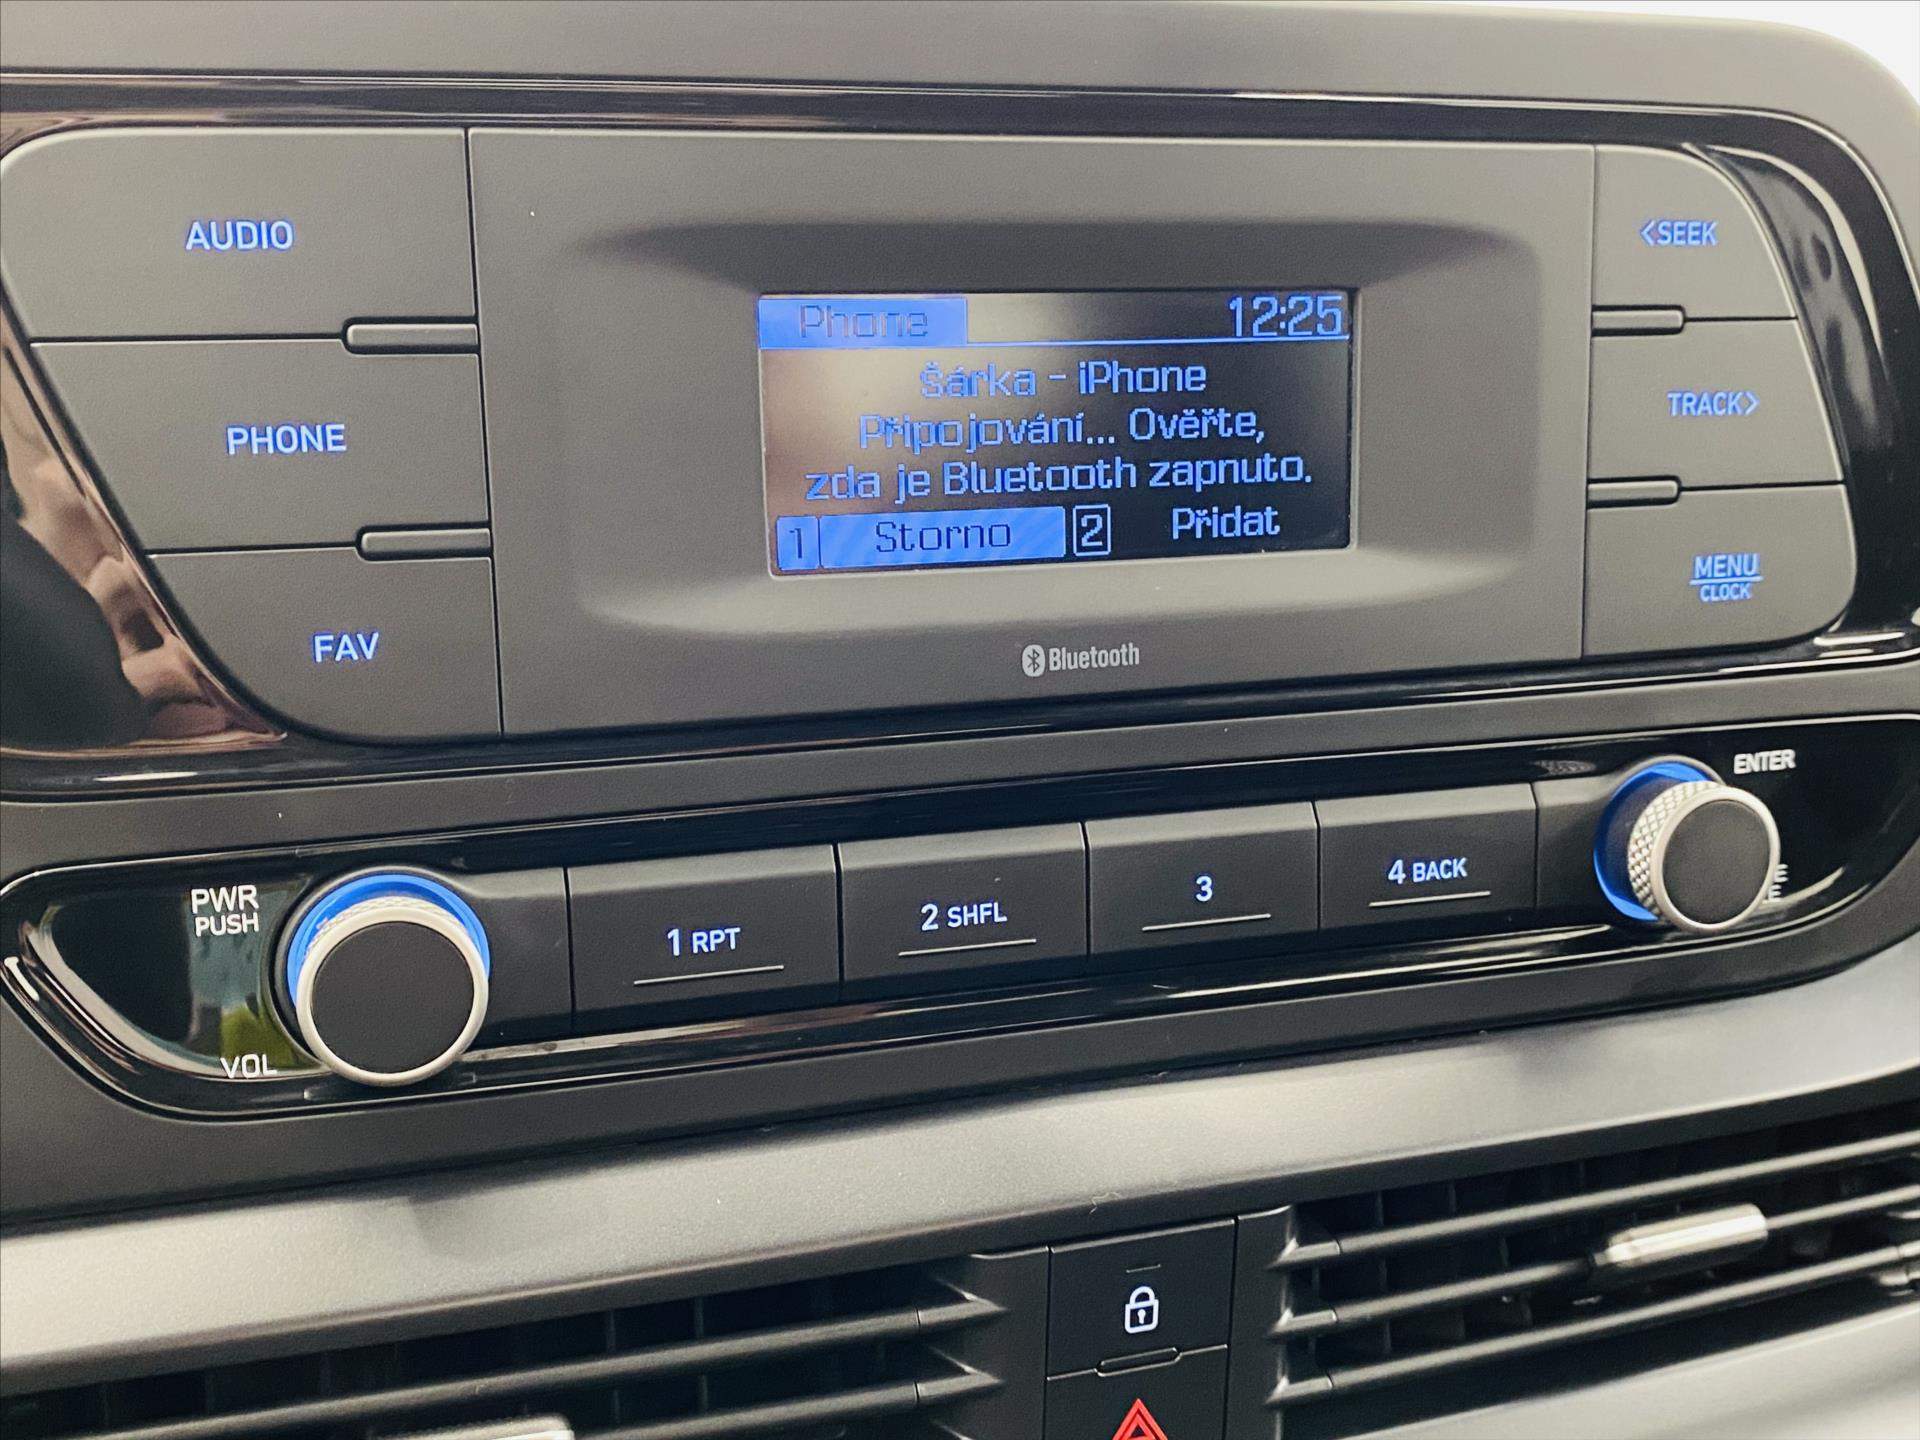 AUDIO
PHONE
FAV
Phone 12:25
Šárka - iPhone
Připojování... Ověřte,
zda je Bluetooth zapnuto.
1 Storno 2 Přidat
Bluetooth
<SEEK
TRACK>
MENU
CLOCK
PWR
PUSH
VOL
1 RPT
2 SHFL
3
4 BACK
ENTER